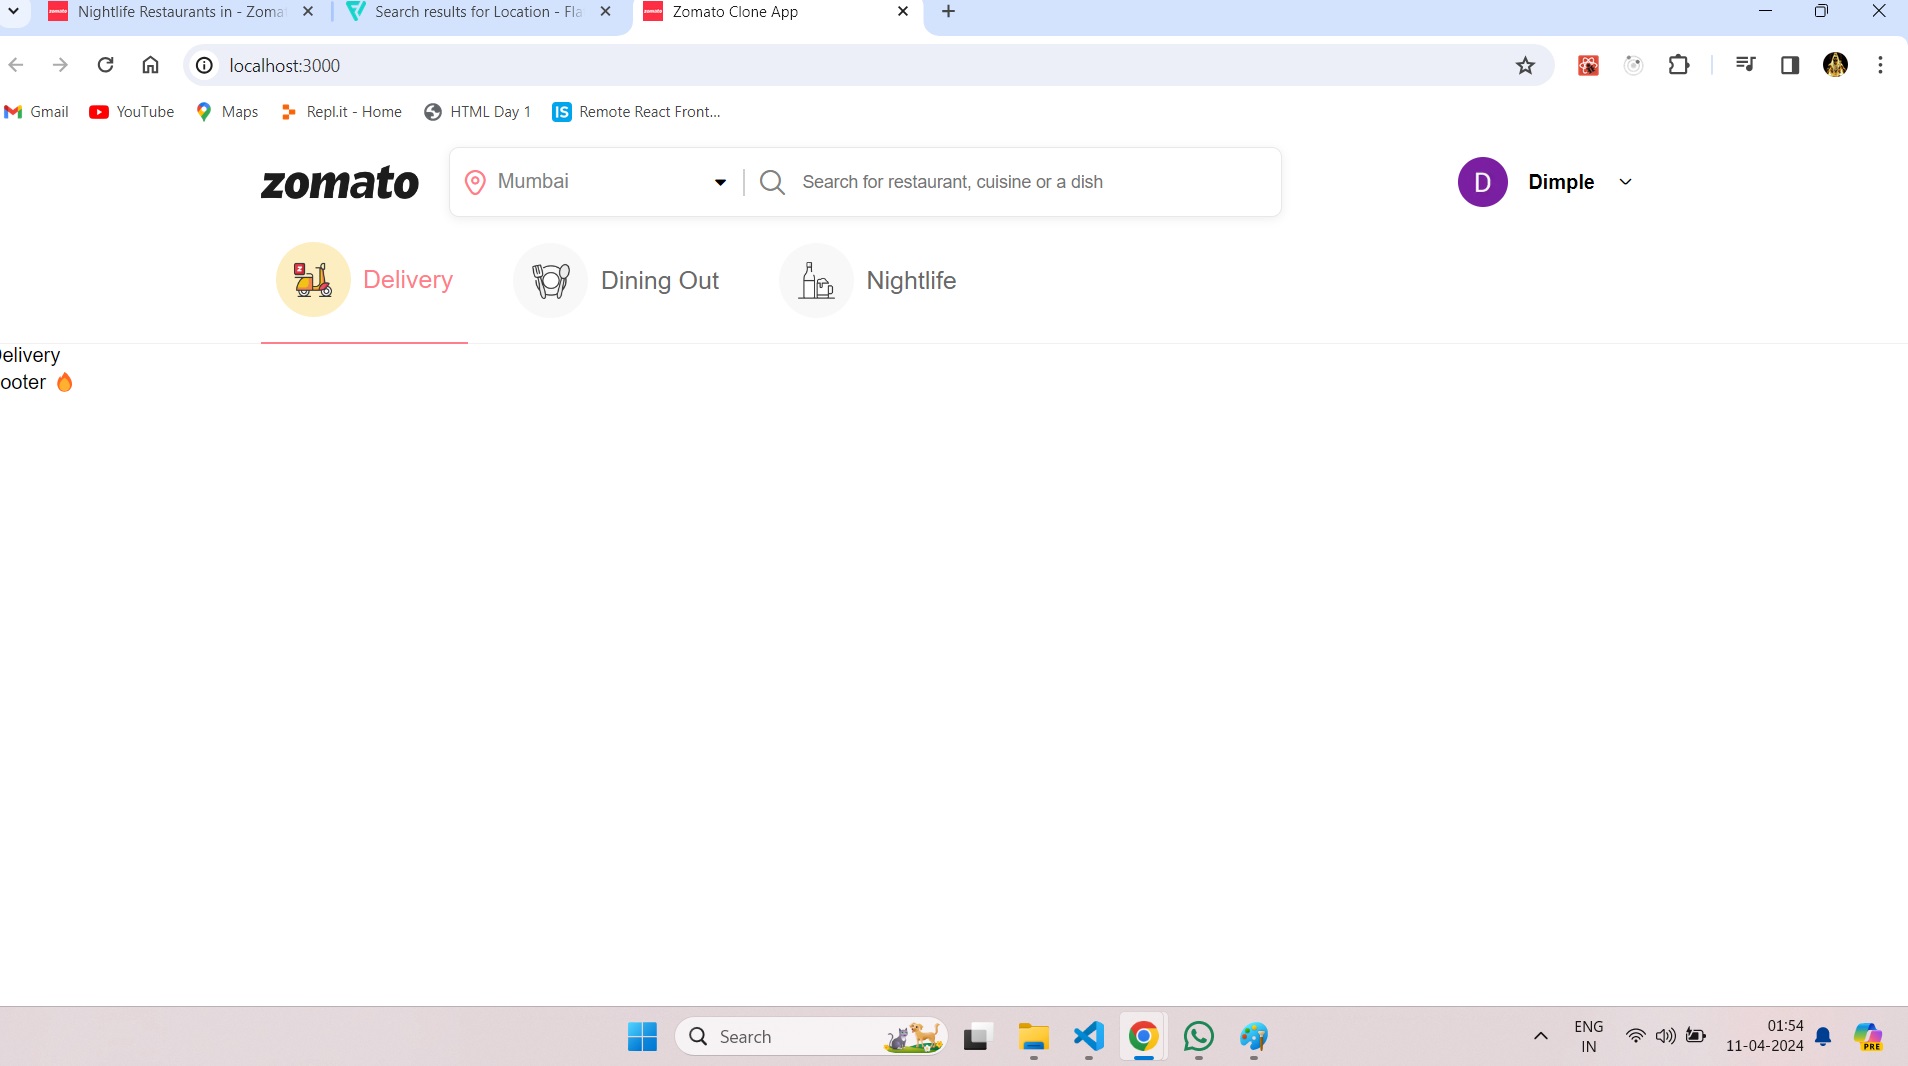 Nightlife Restaurants in - Zoma
Search results for Location - Fla
Zomato Clone App
localhost:3000
Gmail
YouTube
Maps
Repl.it - Home
HTML Day 1
IS
Remote React Front...
zomato
Mumbai
Search for restaurant, cuisine or a dish
D
Dimple
Delivery
Dining Out
Nightlife
elivery
ooter 🔥
Search
ENG
IN
01:54
11-04-2024
PRE